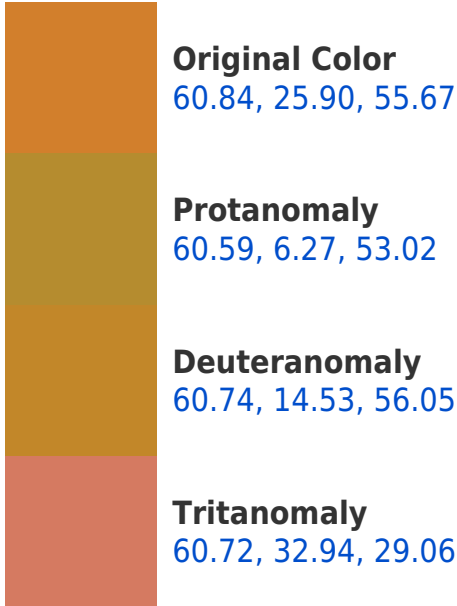 Original Color
60.84, 25.90, 55.67
Protanomaly
60.59, 6.27, 53.02
Deuteranomaly
60.74, 14.53, 56.05
Tritanomaly
60.72, 32.94, 29.06